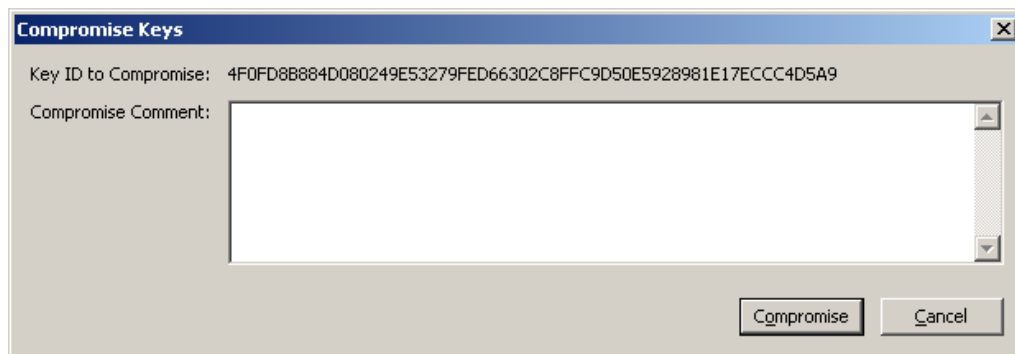 Compromise Keys
Key ID to Compromise: 4F0FD8B884D080249E53279FED66302C8FFC9D50E5928981E17ECCC4D5A9
Compromise Comment:
Compromise Cancel